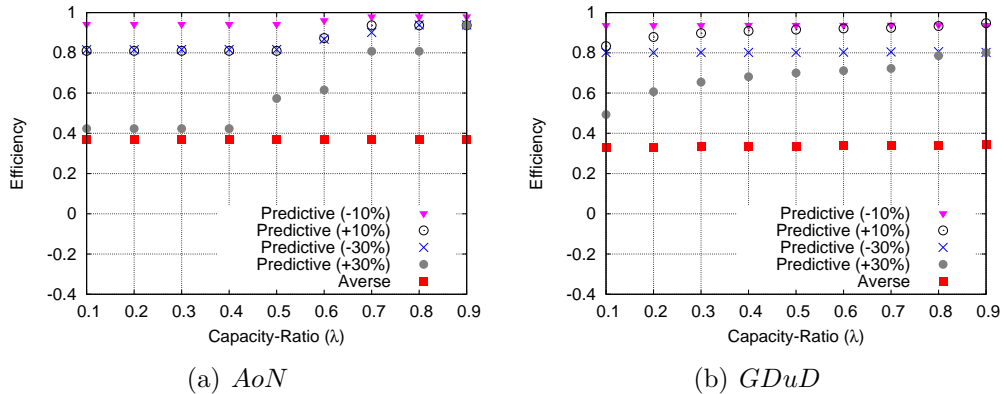 1
0.8
0.6
0.4
0.2
0
-0.2
-0.4
Efficiency
Predictive (-10%)
Predictive (+10%)
Predictive (-30%)
Predictive (+30%)
Averse
0.1 0.2 0.3 0.4 0.5 0.6 0.7 0.8 0.9
Capacity-Ratio (λ)
(a) AoN
1
0.8
0.6
0.4
0.2
0
-0.2
-0.4
Efficiency
Predictive (-10%)
Predictive (+10%)
Predictive (-30%)
Predictive (+30%)
Averse
0.1 0.2 0.3 0.4 0.5 0.6 0.7 0.8 0.9
Capacity-Ratio (λ)
(b) GDuD